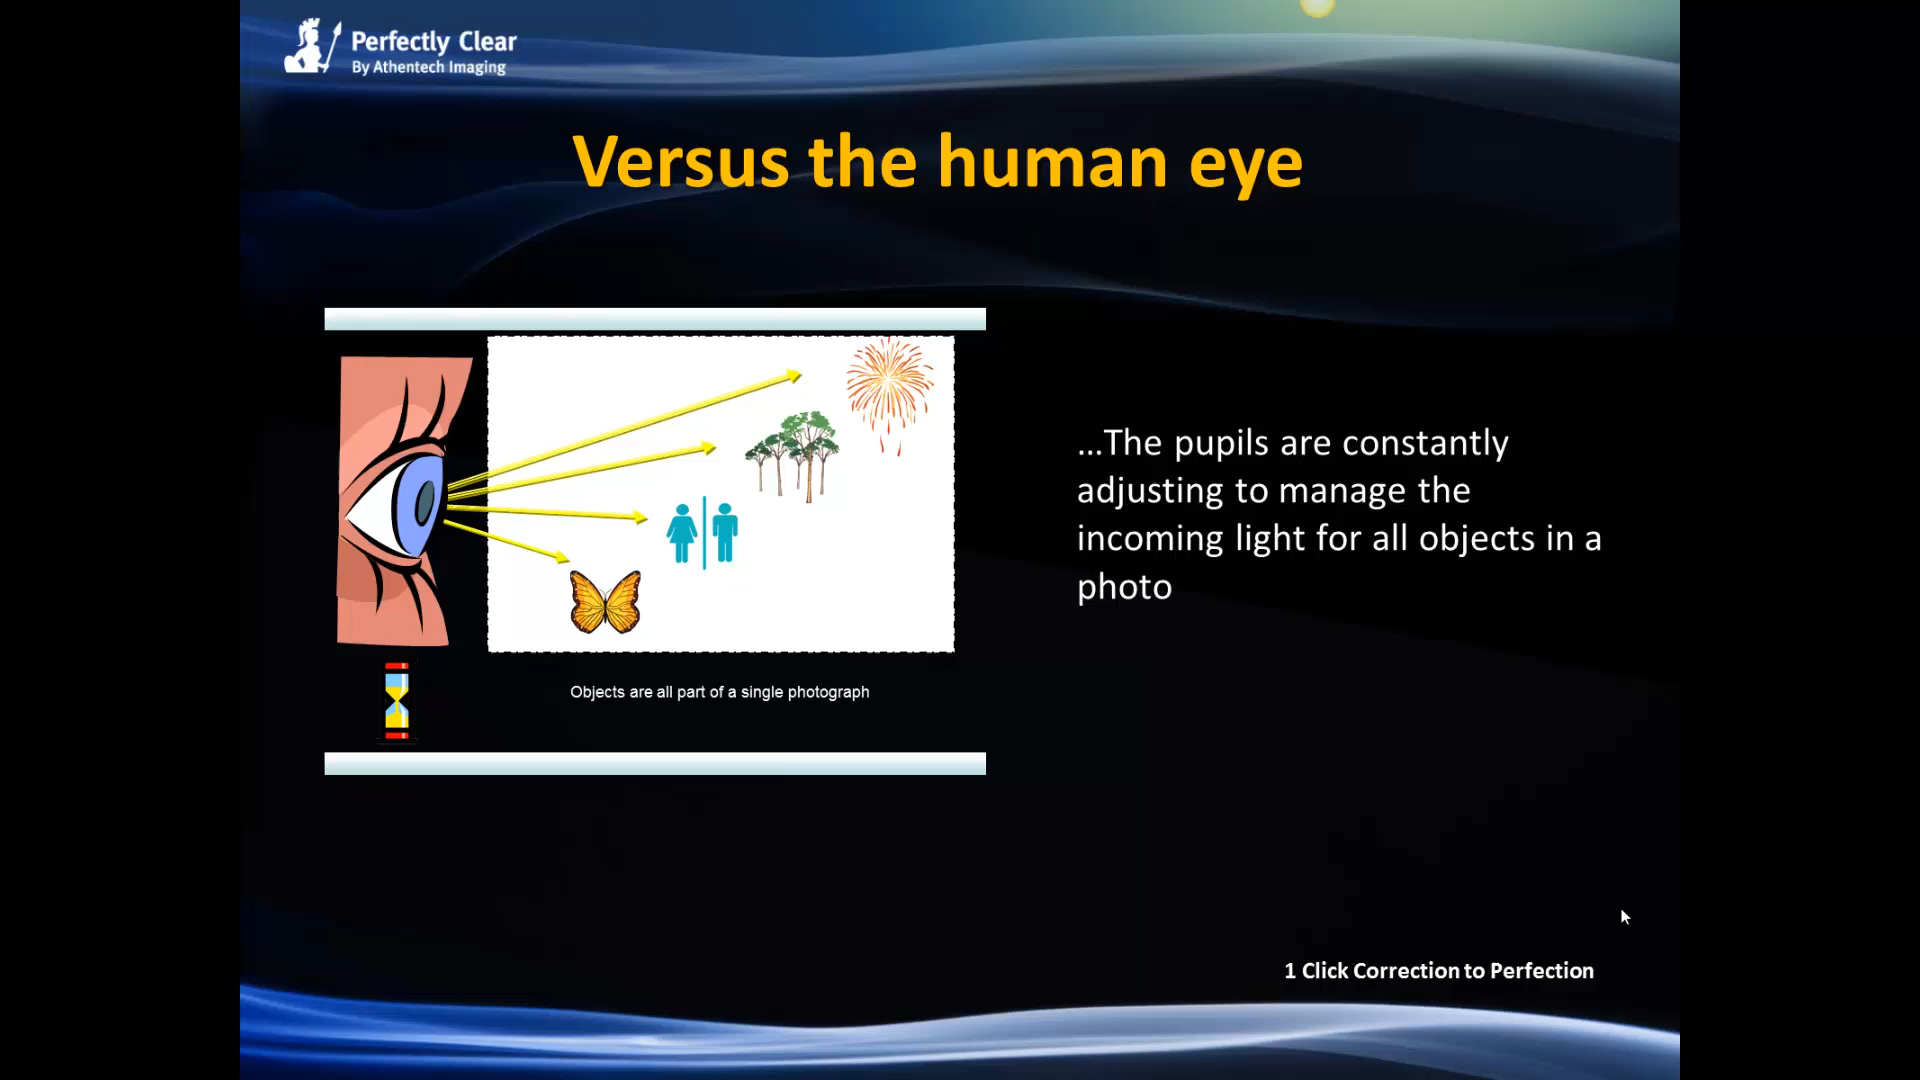 Perfectly Clear
By Athentech Imaging
Versus the human eye
...The pupils are constantly
adjusting to manage the
incoming light for all objects in a
photo
Objects are all part of a single photograph
1 Click Correction to Perfection